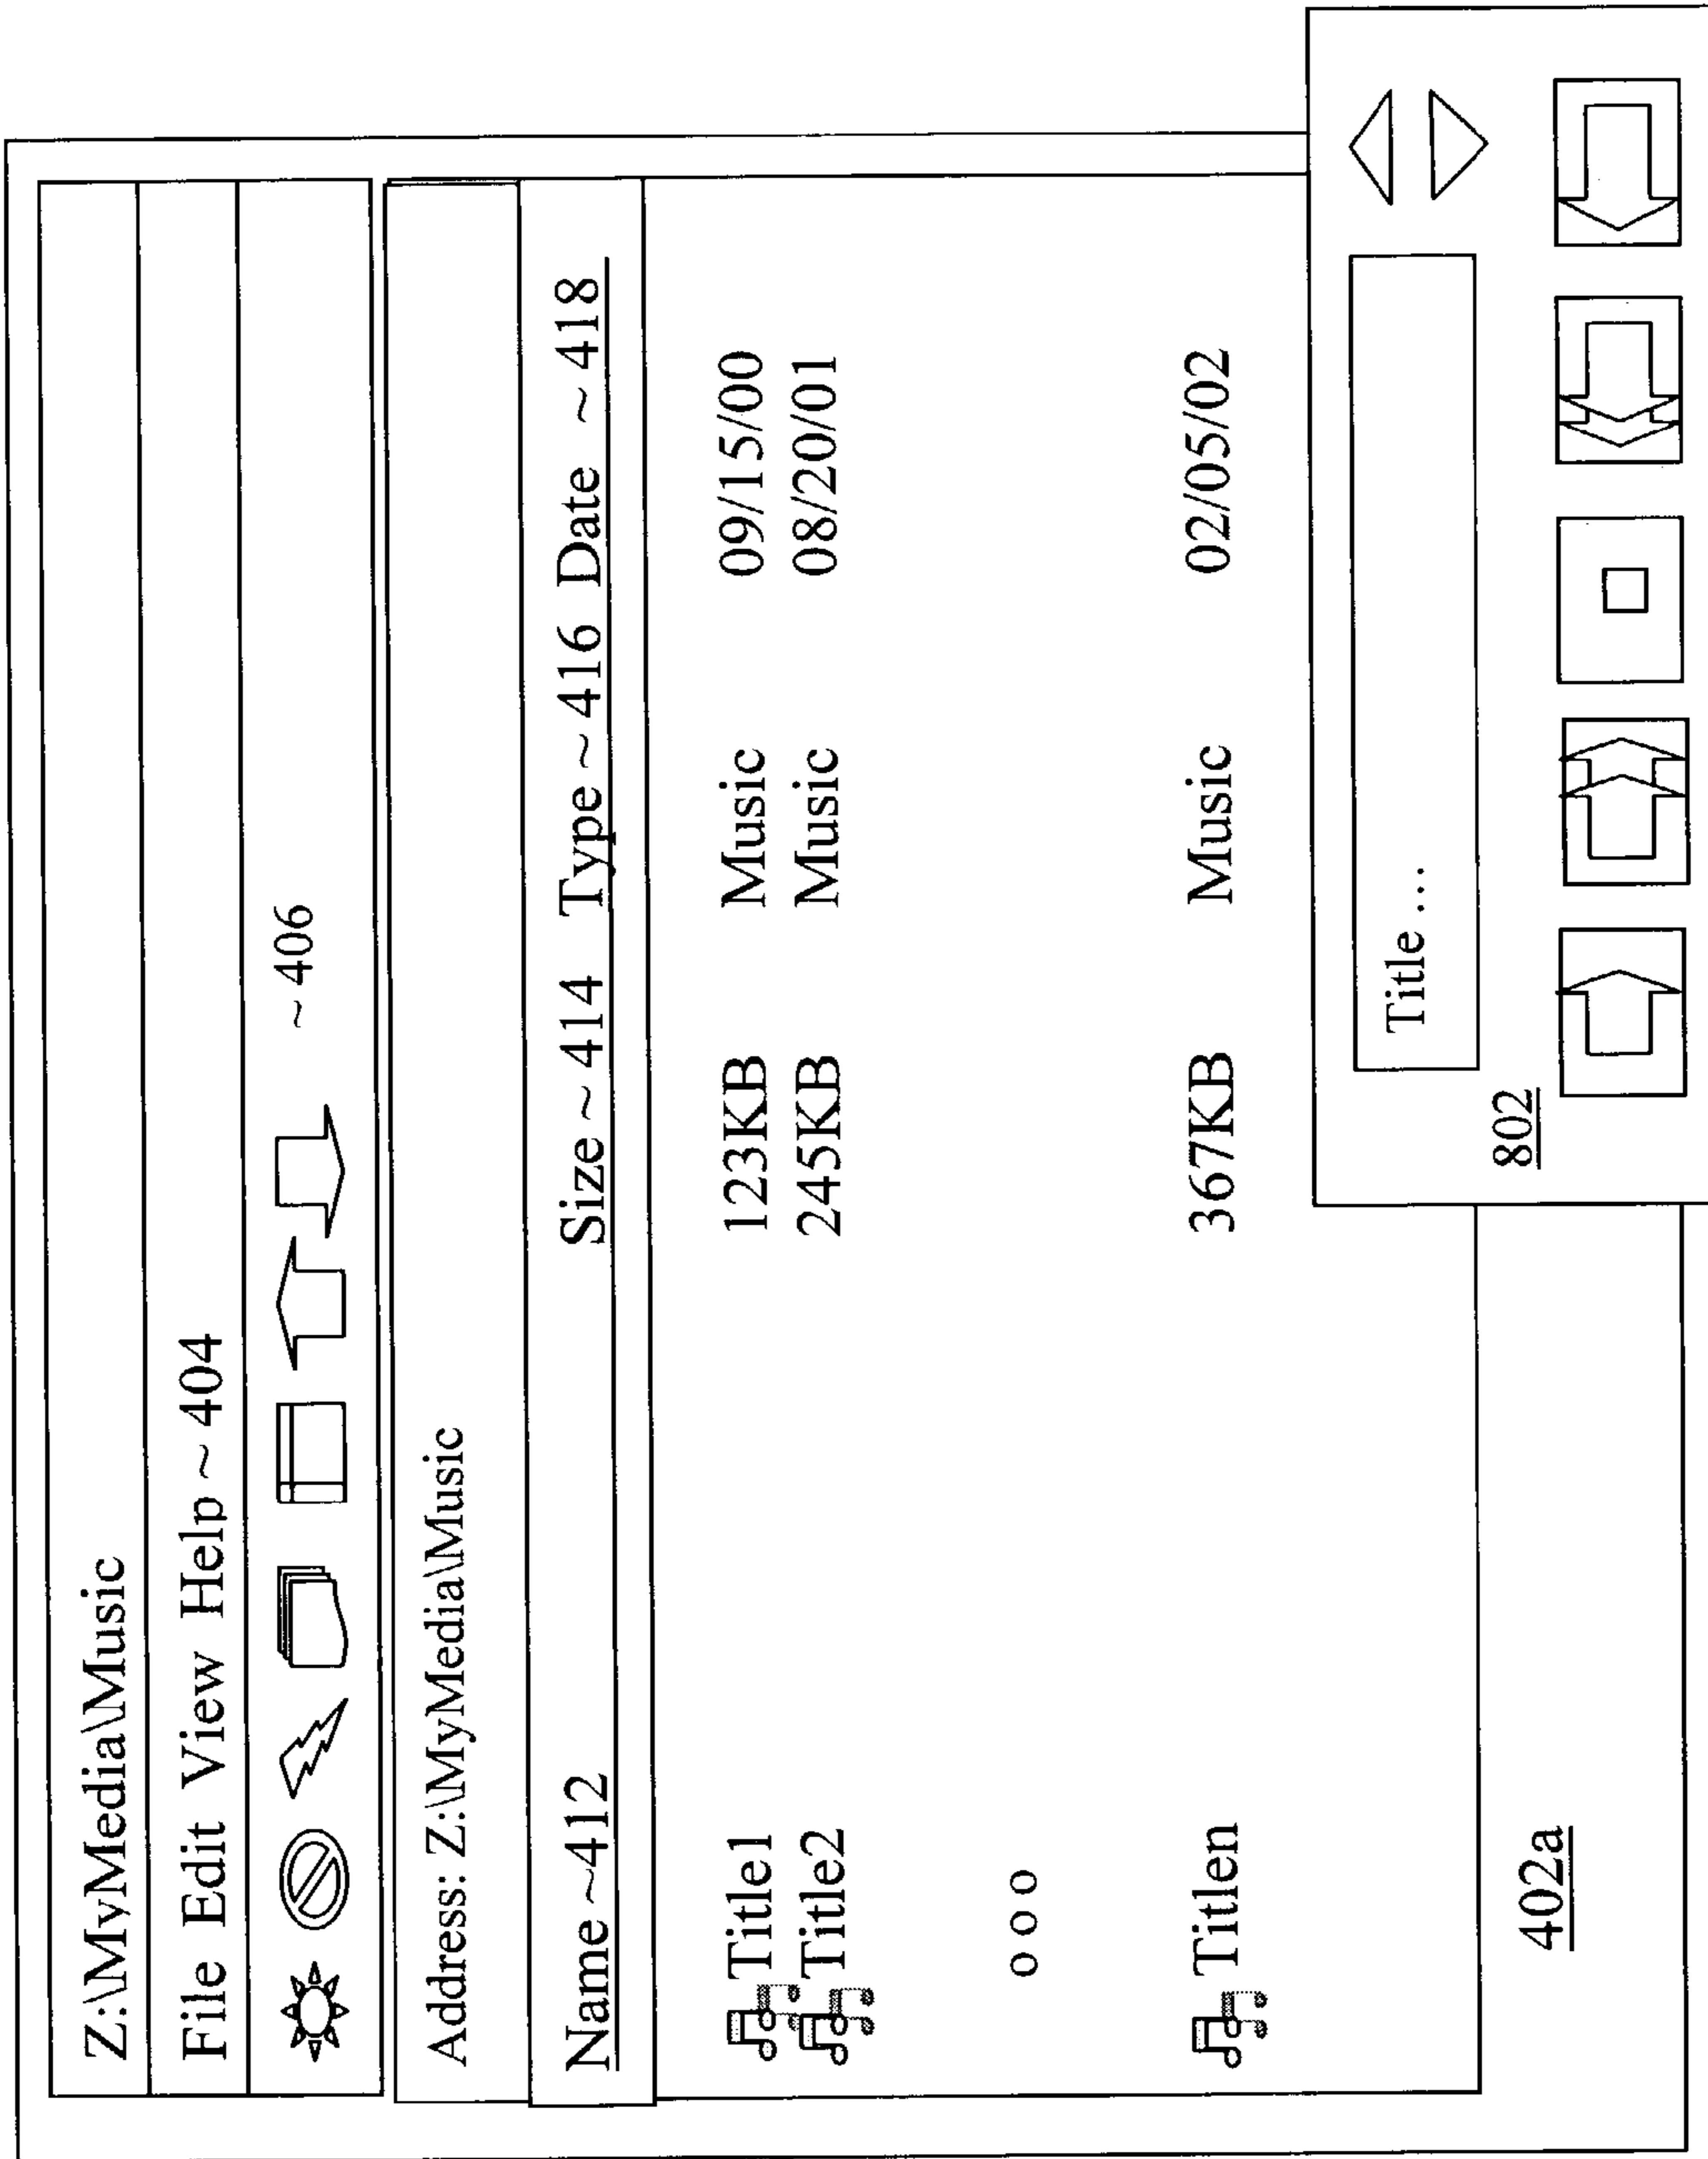 Z:\MyMedia\Music
File Edit View Help ~ 404
~ 406
Address: Z:\MyMedia\Music
Name ~412 Size ~ 414 Type ~ 416 Date ~ 418
Title1 123KB Music 09/15/00
Title2 245KB Music 08/20/01
o o o
Titlen 367KB Music 02/05/02
Title ....
802
402a